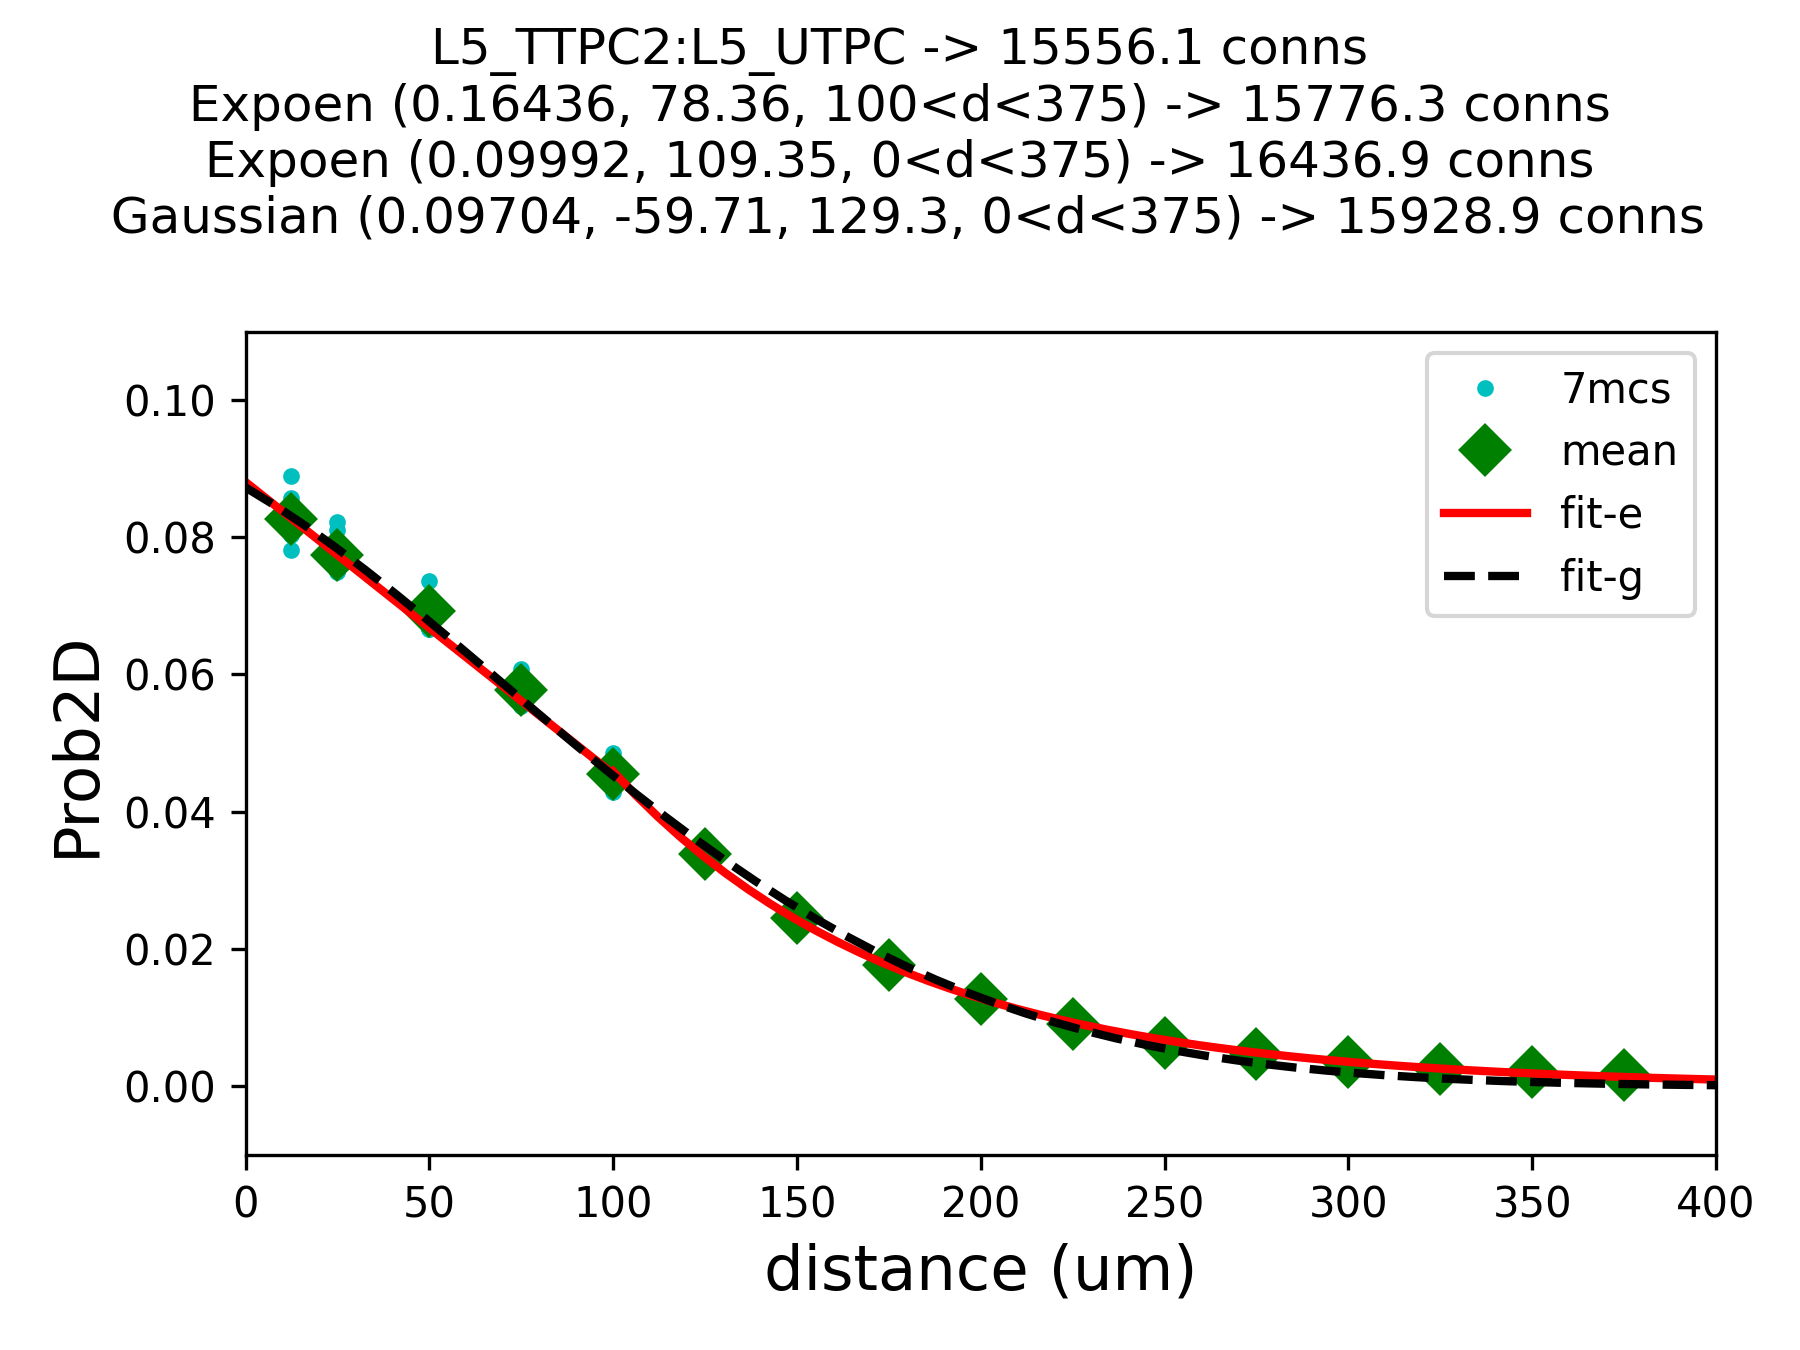 L5_TTPC2:L5_UTPC -> 15556.1 conns
Expoen (0.16436, 78.36, 100<d<375) -> 15776.3 conns
Expoen (0.09992, 109.35, 0<d<375) -> 16436.9 conns
Gaussian (0.09704, -59.71, 129.3, 0<d<375) -> 15928.9 conns
7mcs
mean
fit-e
fit-g
Prob2D
0.10
0.08
0.06
0.04
0.02
0.00
0 50 100 150 200 250 300 350 400
distance (um)